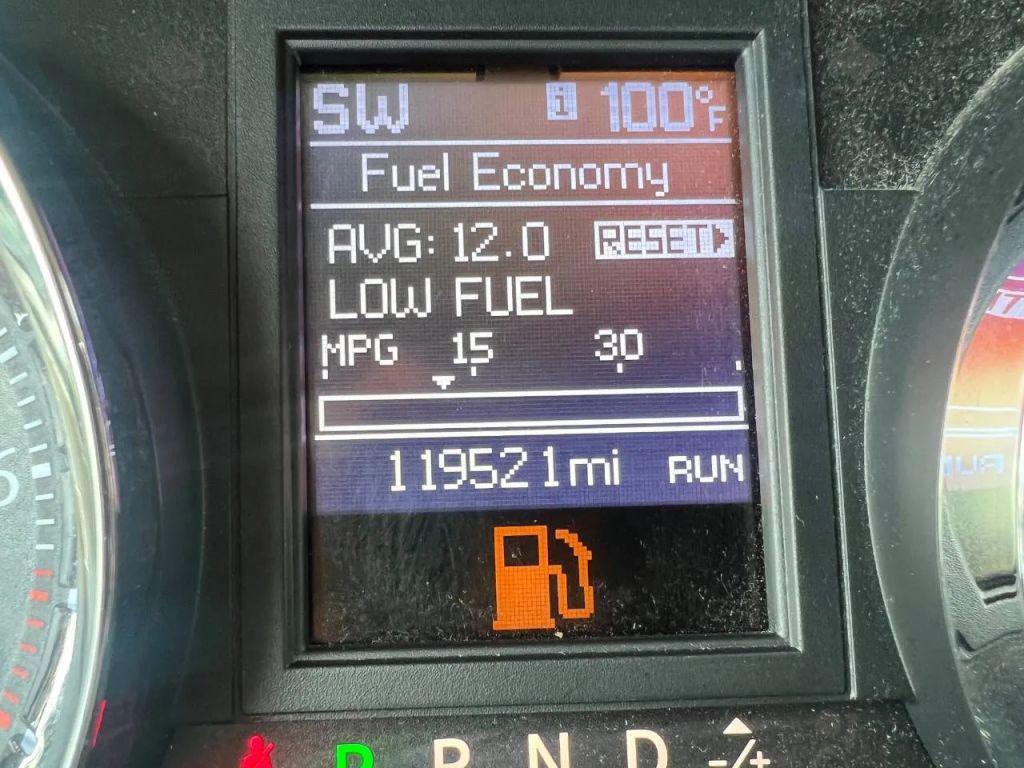 SW i 100°F
Fuel Economy
AVG: 12.0 RESET
LOW FUEL
MPG 15 30
119521mi RUN
P R N D -/+